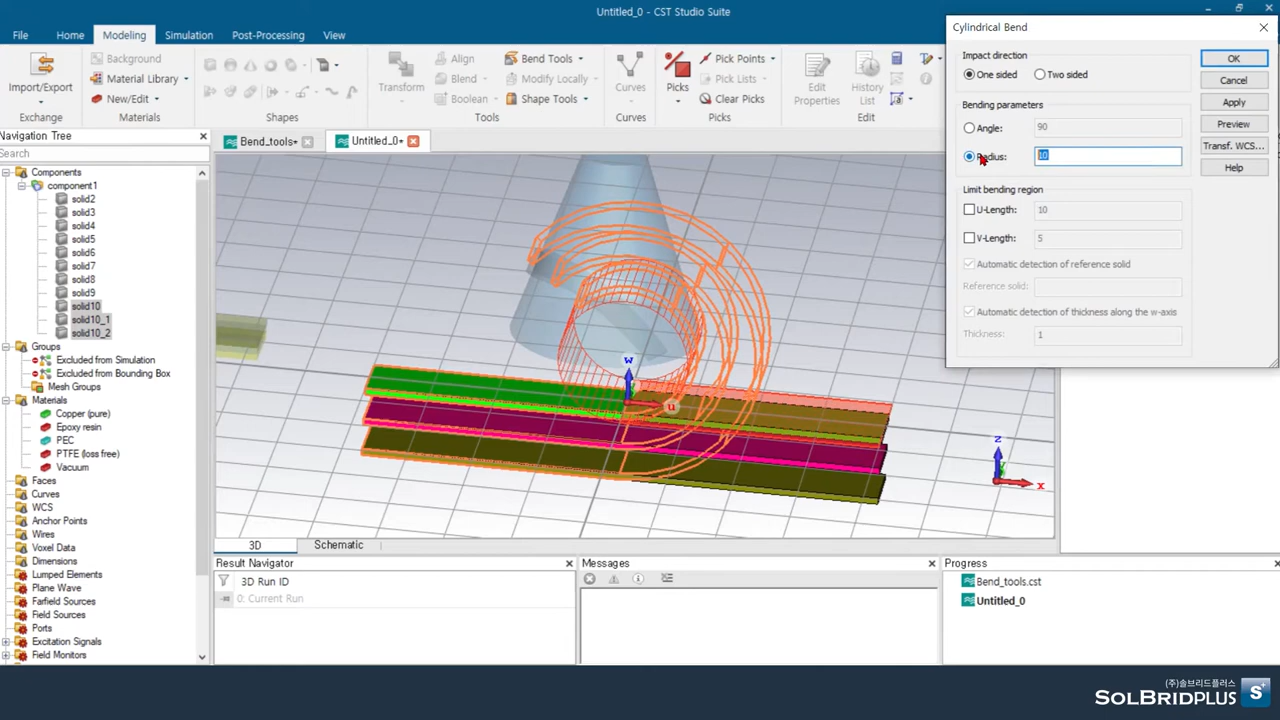 Untitled_0 - CST Studio Suite
File
Home
Modeling
Simulation
Post-Processing
View
Import/Export
Exchange
Background
Material Library
New/Edit
Materials
Shapes
Transform
Align
Blend
Boolean
Bend Tools
Modify Locally
Shape Tools
Tools
Curves
Curves
Picks
Pick Points
Pick Lists
Clear Picks
Picks
Edit Properties
History List
Edit
Navigation Tree
Search
Components
component1
solid2
solid3
solid4
solid5
solid6
solid7
solid8
solid9
solid10
solid10_1
solid10_2
Groups
Excluded from Simulation
Excluded from Bounding Box
Mesh Groups
Materials
Copper (pure)
Epoxy resin
PEC
PTFE (loss free)
Vacuum
Faces
Curves
WCS
Anchor Points
Wires
Voxel Data
Dimensions
Lumped Elements
Plane Wave
Farfield Sources
Field Sources
Ports
Excitation Signals
Field Monitors
Bend_tools*
Untitled_0*
w
u
z
x
3D
Schematic
Result Navigator
3D Run ID
0: Current Run
Messages
Progress
Bend_tools.cst
Untitled_0
Cylindrical Bend
Impact direction
One sided
Two sided
Bending parameters
Angle:
90
Radius:
10
Limit bending region
U-Length:
10
V-Length:
5
Automatic detection of reference solid
Reference solid:
Automatic detection of thickness along the w-axis
Thickness:
1
OK
Cancel
Apply
Preview
Transf. WCS...
Help
(주)솔브리드플러스
SOLBRIDPLUS
S+